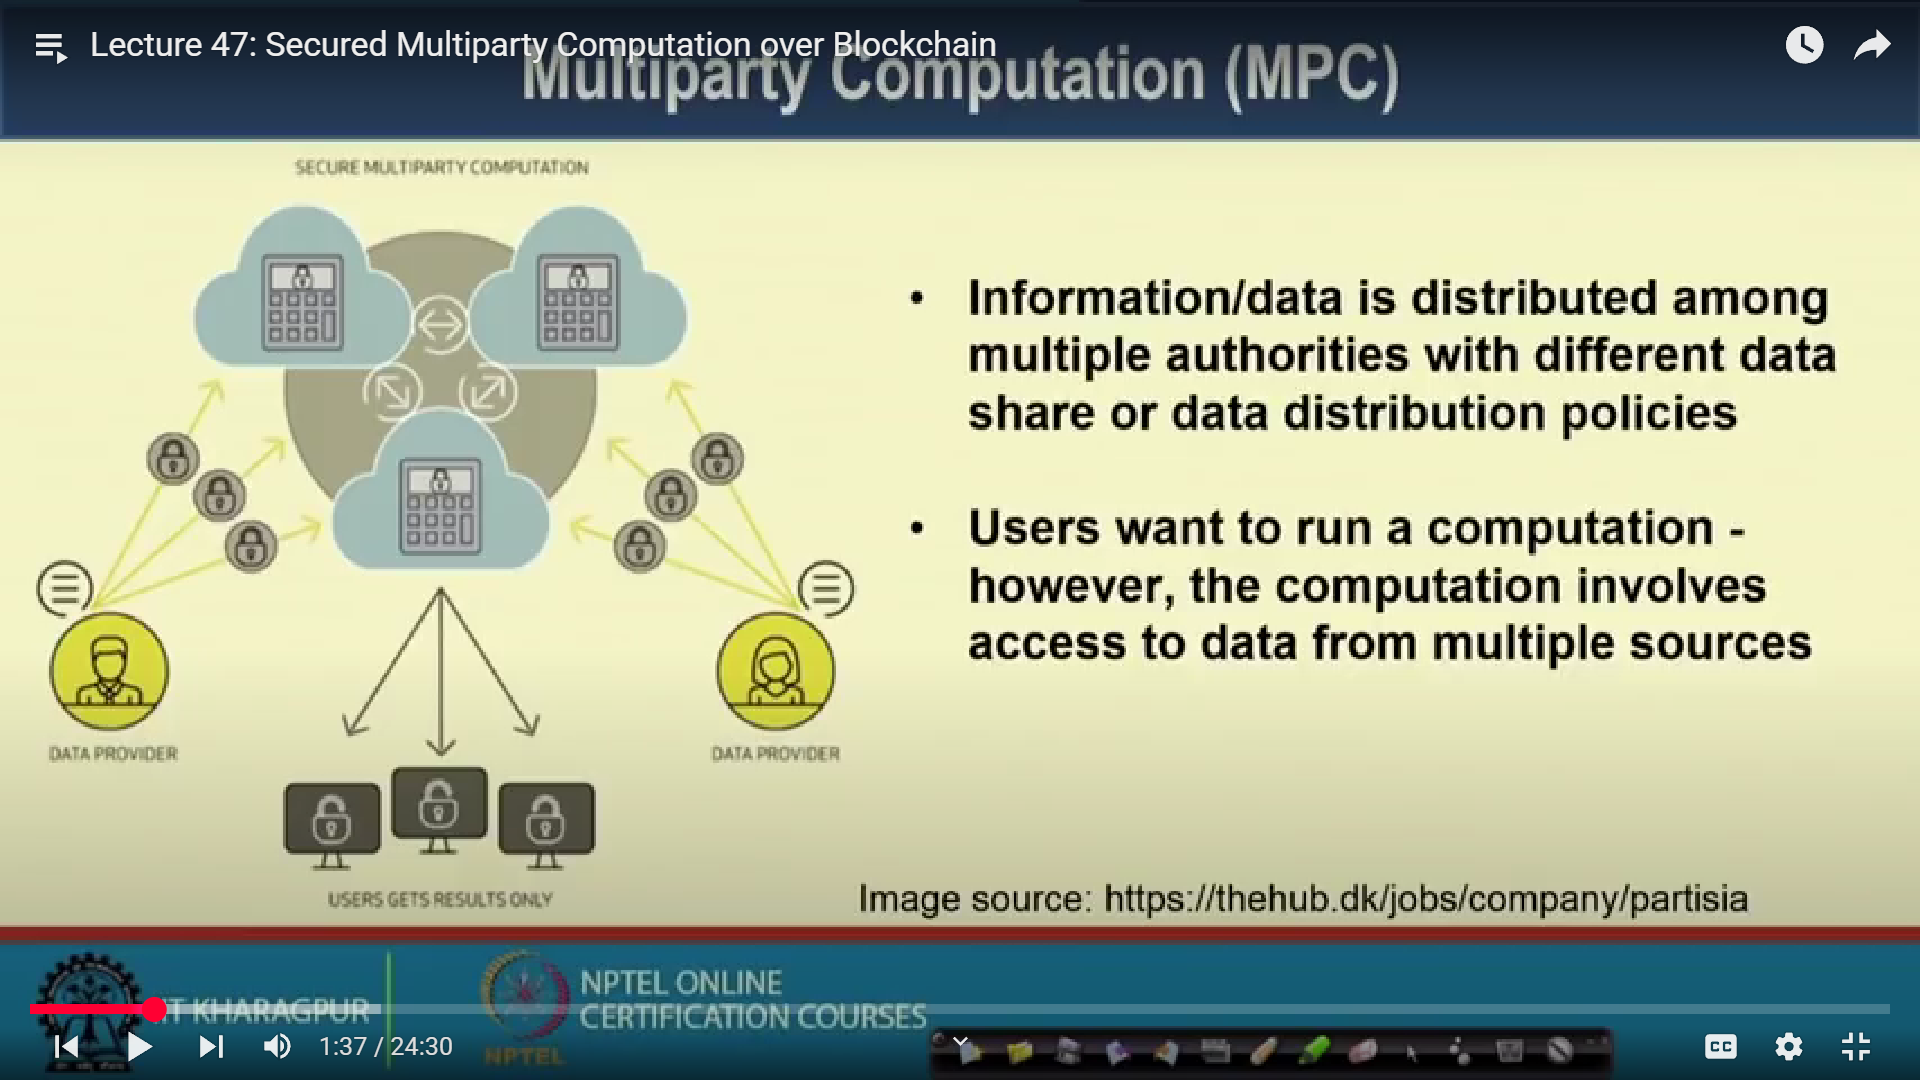 Lecture 47: Secured Multiparty Computation over Blockchain
Multiparty Computation (MPC)
SECURE MULTIPARTY COMPUTATION
• Information/data is distributed among
multiple authorities with different data
share or data distribution policies
• Users want to run a computation -
however, the computation involves
access to data from multiple sources
DATA PROVIDER
DATA PROVIDER
USERS GETS RESULTS ONLY
Image source: https://thehub.dk/jobs/company/partisia
IIT KHARAGPUR
NPTEL ONLINE
CERTIFICATION COURSES
NPTEL
1:37 / 24:30
CC